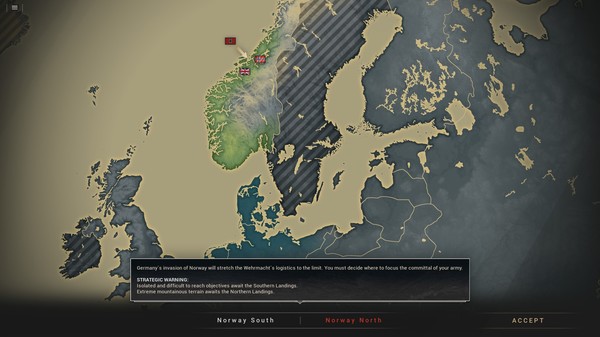 Germany's invasion of Norway will stretch the Wehrmacht's logistics to the limit. You must decide where to focus the committal of your army.
STRATEGIC WARNING:
Isolated and difficult to reach objectives await the Southern Landings.
Extreme mountainous terrain awaits the Northern Landings.
Norway South | Norway North
ACCEPT